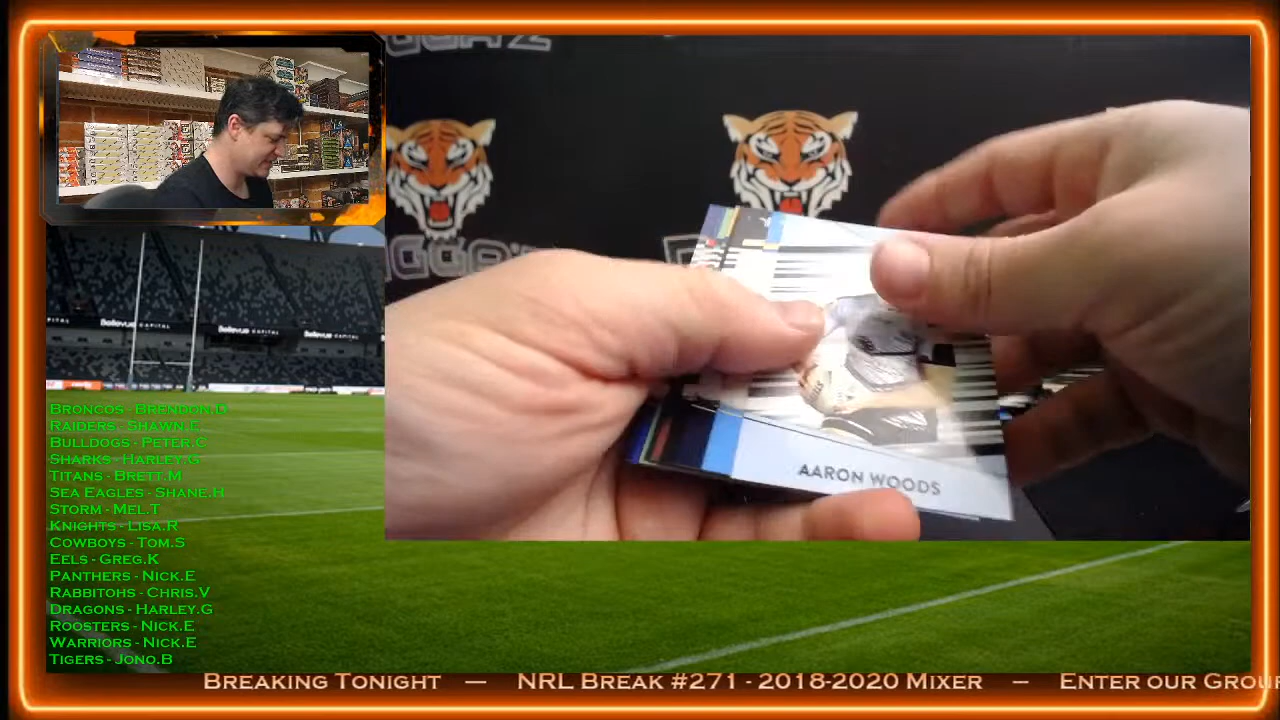 Bellevue CAPITAL
AARON WOODS
BRONCOS - BRENDON.D
RAIDERS - SHAWN.E
BULLDOGS - PETER.C
SHARKS - HARLEY.G
TITANS - BRETT.M
SEA EAGLES - SHANE.H
STORM - MEL.T
KNIGHTS - LISA.R
COWBOYS - TOM.S
EELS - GREG.K
PANTHERS - NICK.E
RABBITOHS - CHRIS.V
DRAGONS - HARLEY.G
ROOSTERS - NICK.E
WARRIORS - NICK.E
TIGERS - JONO.B
BREAKING TONIGHT — NRL BREAK #271 - 2018-2020 MIXER – ENTER OUR